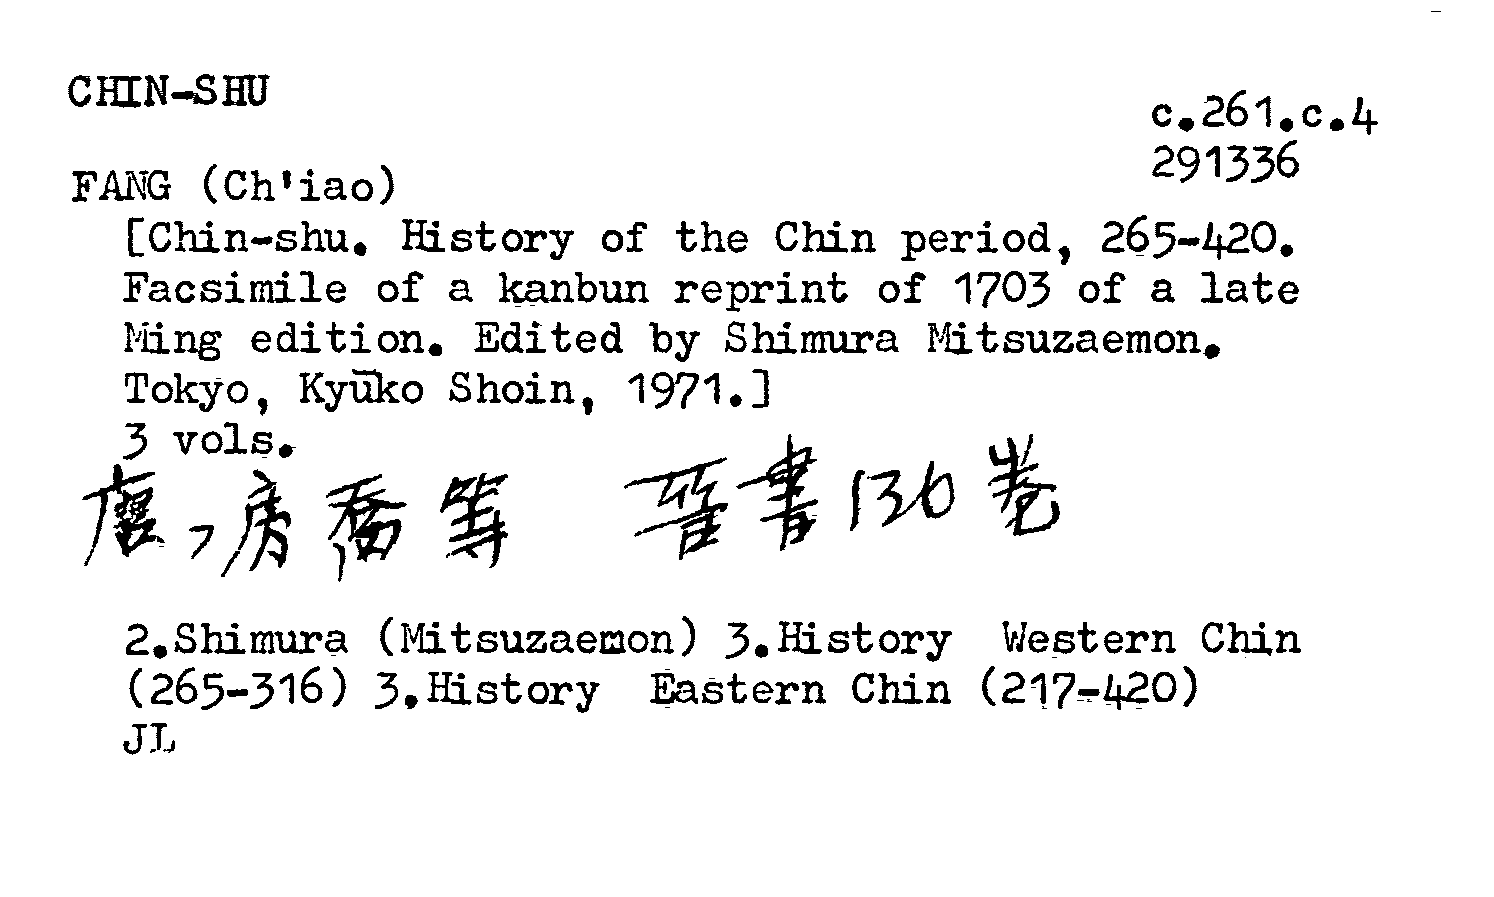 CHIN-SHU
c.261.c.4
291336
FANG (Ch'iao)
[Chin-shu. History of the Chin period, 265-420.
Facsimile of a kanbun reprint of 1703 of a late
Ming edition. Edited by Shimura Mitsuzaemon.
Tokyo, Kyūko Shoin, 1971.]
3 vols.
唐、房喬等 晉書130卷
2.Shimura (Mitsuzaemon) 3.History Western Chin
(265-316) 3.History Eastern Chin (217-420)
JL